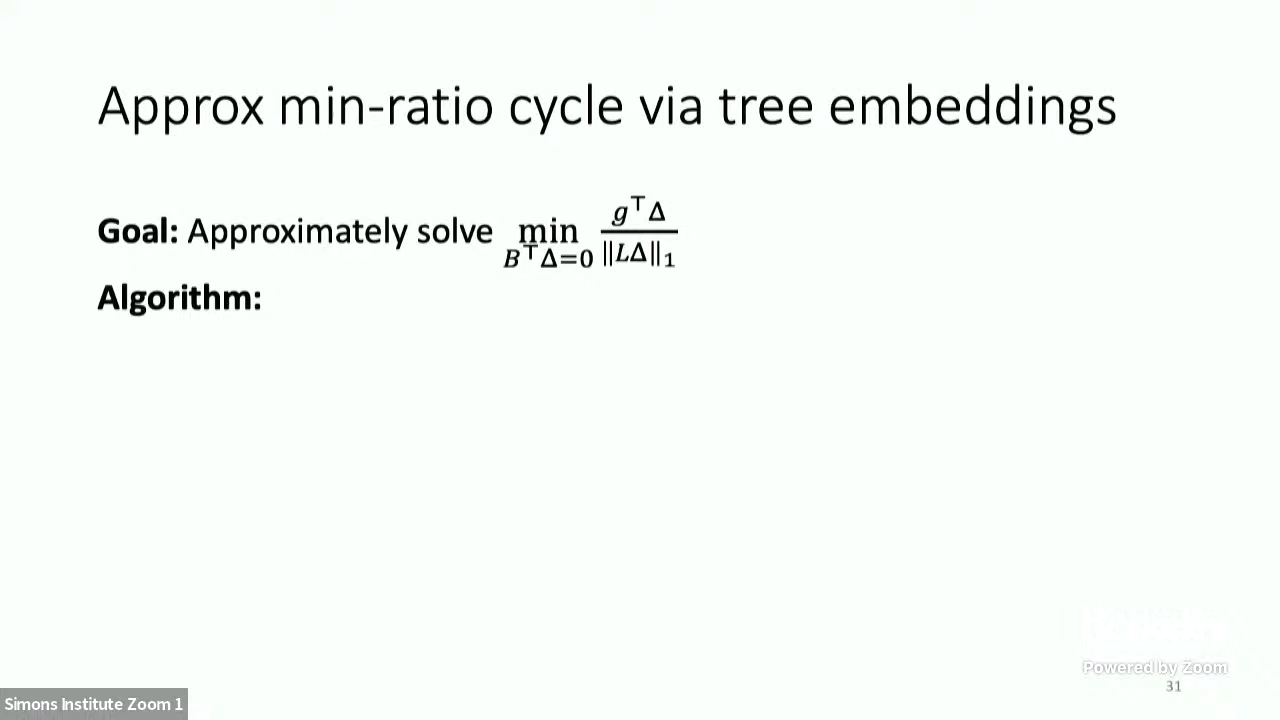 Approx min-ratio cycle via tree embeddings
Goal: Approximately solve min_{B^⊤Δ=0} g^⊤Δ / ‖LΔ‖₁
Algorithm:
Powered by Zoom
31
Simons Institute Zoom 1